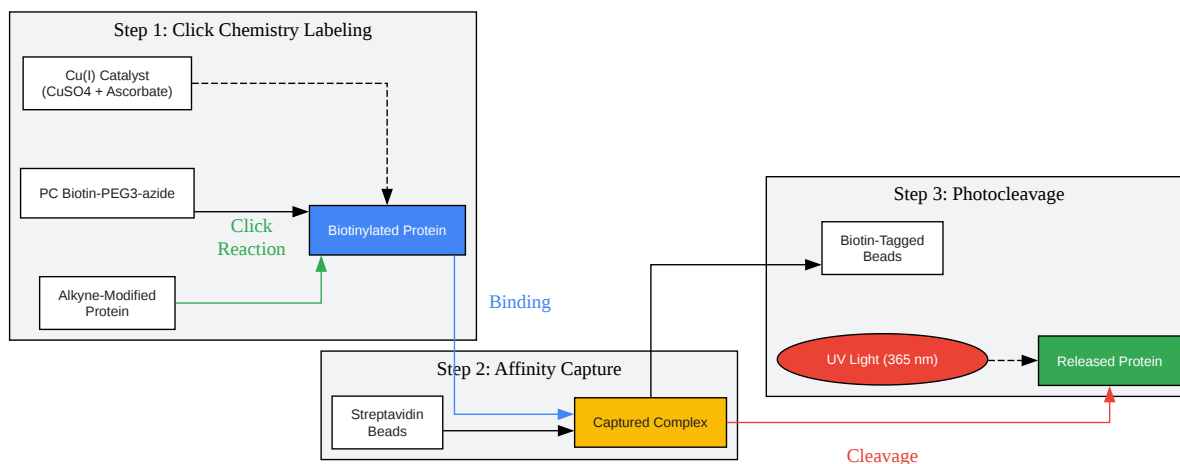 Step 1: Click Chemistry Labeling
Cu(I) Catalyst
(CuSO4 + Ascorbate)
PC Biotin-PEG3-azide
Click
Reaction
Biotinylated Protein
Alkyne-Modified
Protein
Binding
Step 2: Affinity Capture
Streptavidin
Beads
Captured Complex
Cleavage
Step 3: Photocleavage
Biotin-Tagged
Beads
UV Light (365 nm)
Released Protein